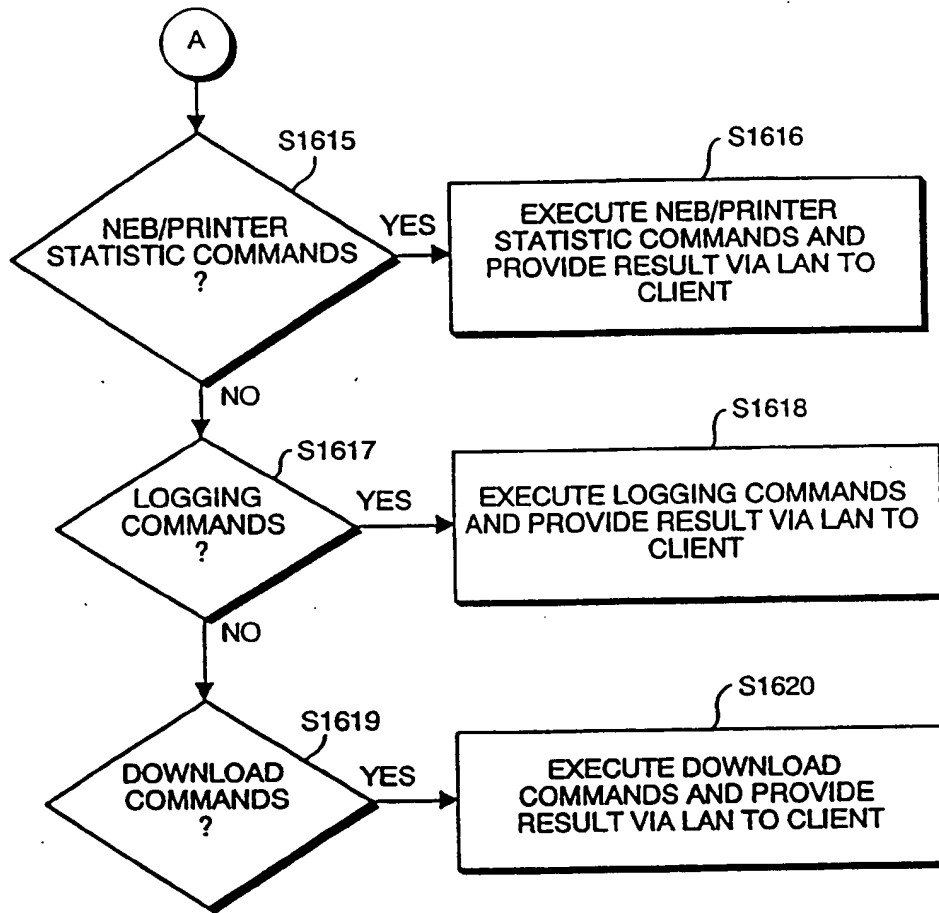 A
S1615
NEB/PRINTER
STATISTIC COMMANDS
?
YES
S1616
EXECUTE NEB/PRINTER
STATISTIC COMMANDS AND
PROVIDE RESULT VIA LAN TO
CLIENT
NO
S1617
LOGGING
COMMANDS
?
YES
S1618
EXECUTE LOGGING COMMANDS
AND PROVIDE RESULT VIA LAN TO
CLIENT
NO
S1619
DOWNLOAD
COMMANDS
?
YES
S1620
EXECUTE DOWNLOAD
COMMANDS AND PROVIDE
RESULT VIA LAN TO CLIENT